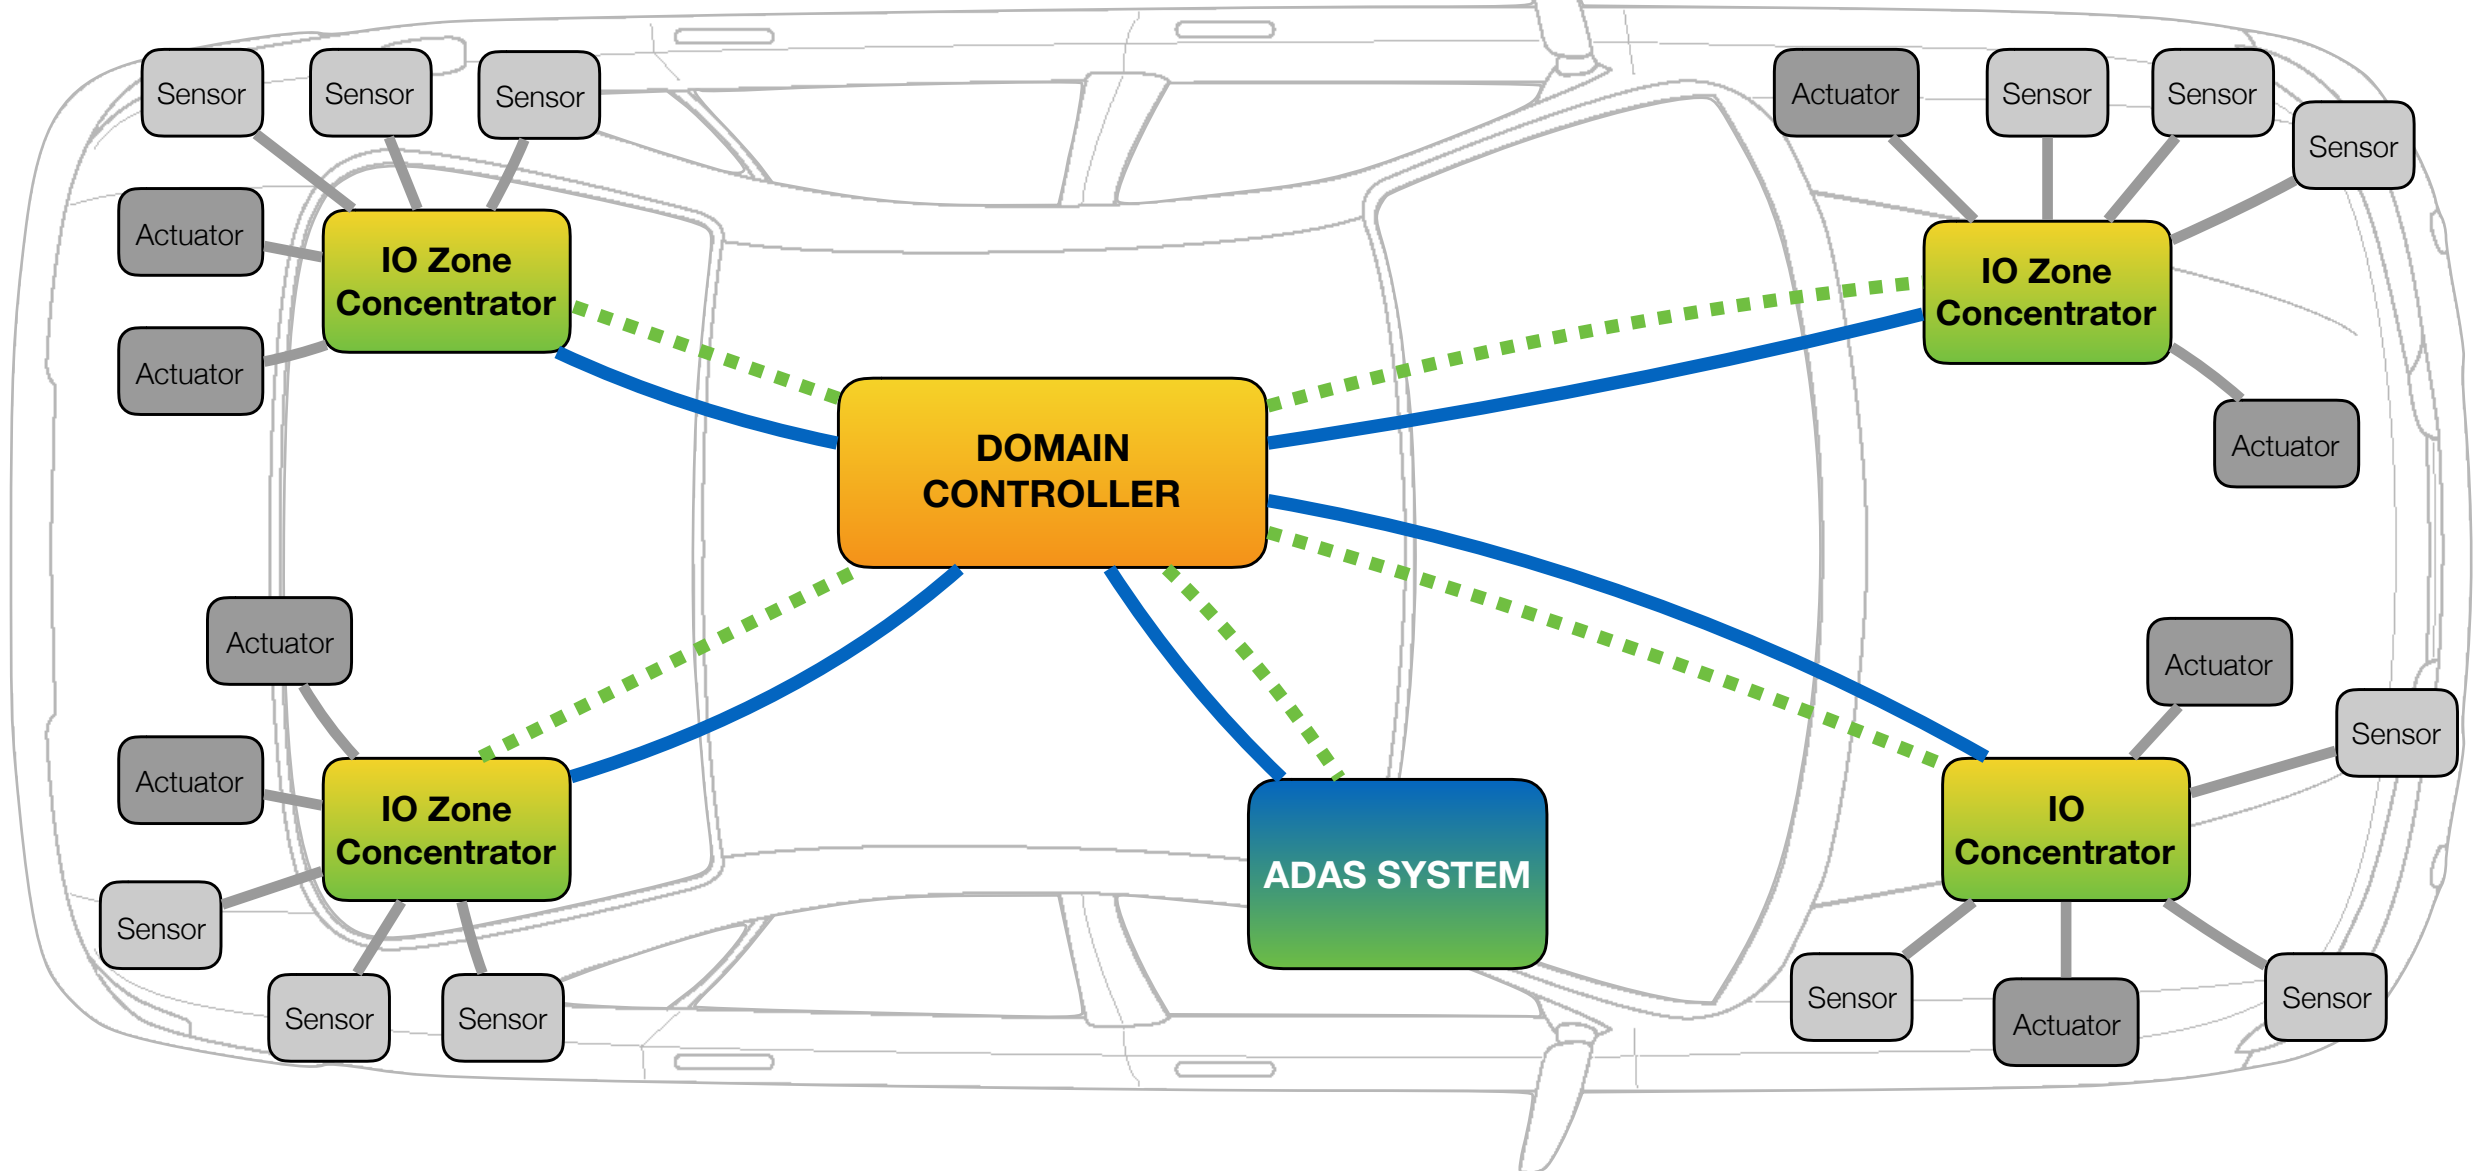 Sensor
Sensor
Sensor
Actuator
Sensor
Sensor
Sensor
Actuator
IO Zone
Concentrator
IO Zone
Concentrator
Actuator
DOMAIN
CONTROLLER
Actuator
Actuator
Actuator
Sensor
Actuator
IO Zone
Concentrator
IO
Concentrator
ADAS SYSTEM
Sensor
Sensor
Sensor
Sensor
Actuator
Sensor